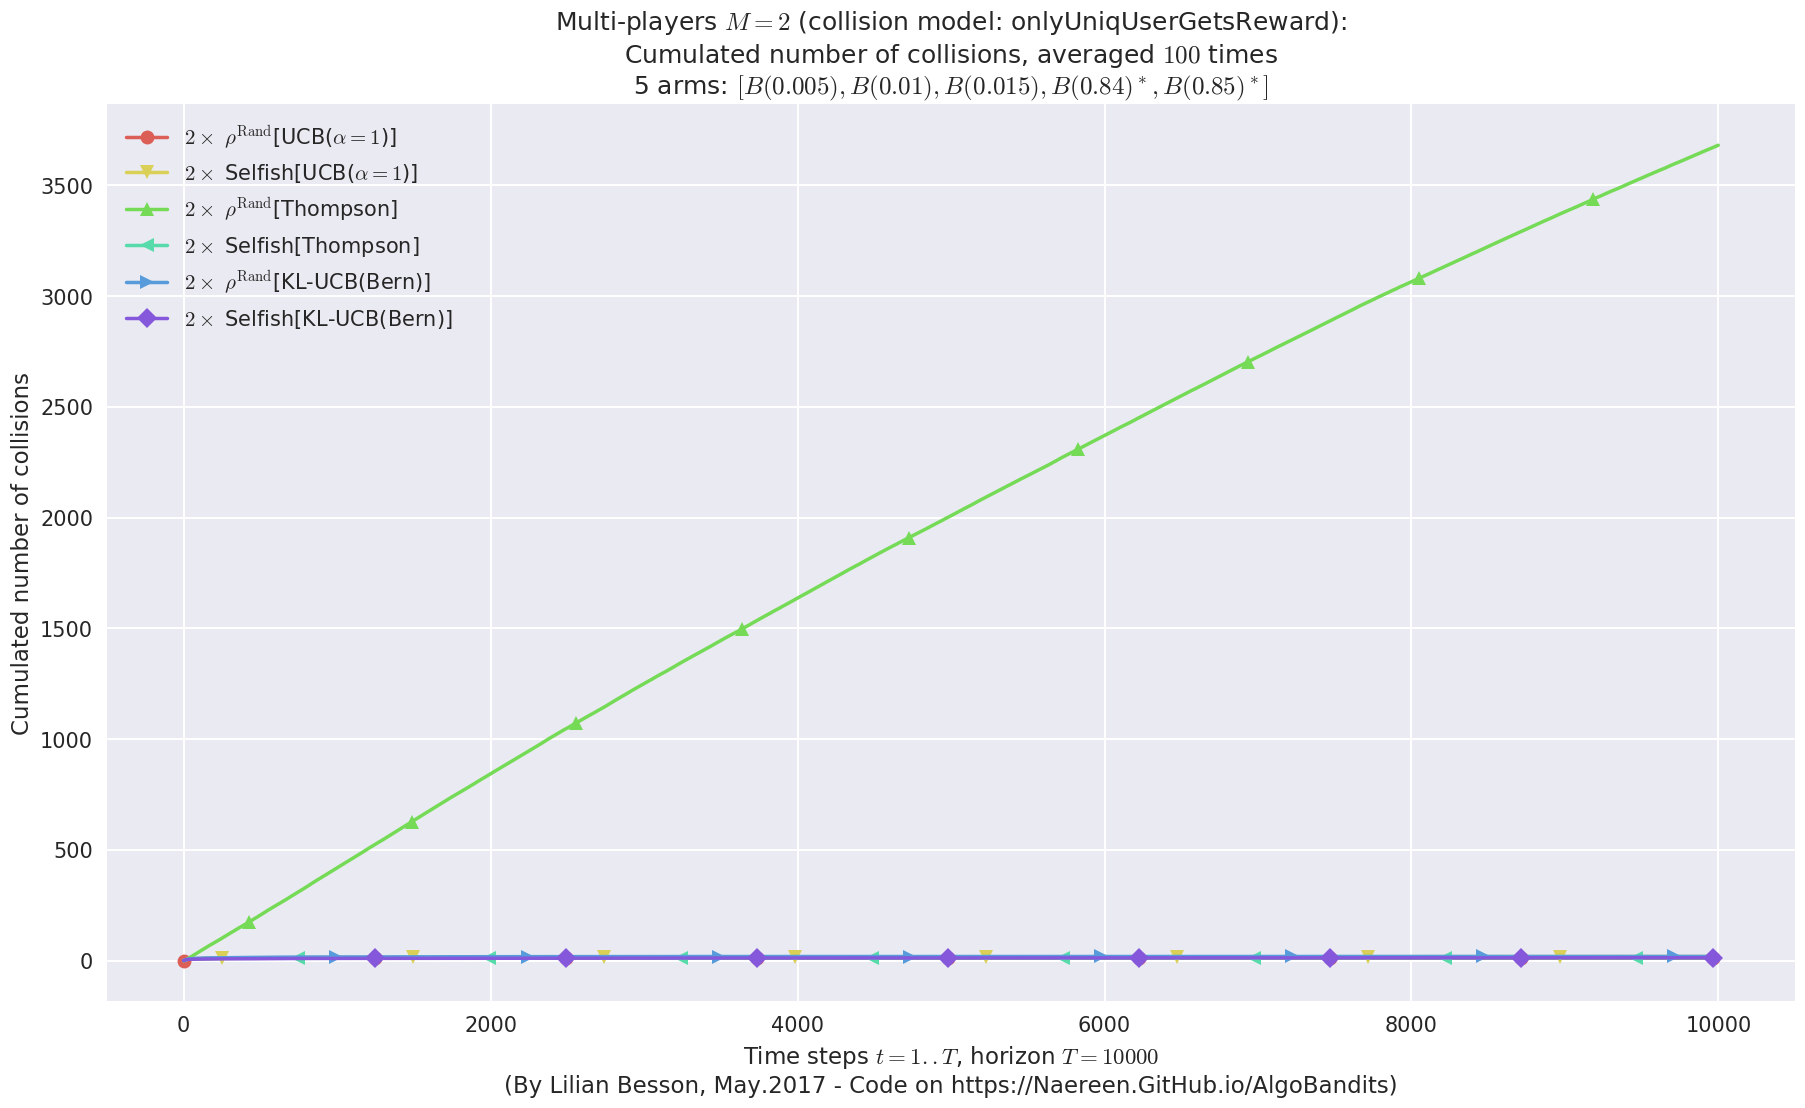 Multi-players M = 2 (collision model: onlyUniqUserGetsReward):
Cumulated number of collisions, averaged 100 times
5 arms: [B(0.005), B(0.01), B(0.015), B(0.84)*, B(0.85)*]
2× ρ^Rand[UCB(α = 1)]
2× Selfish[UCB(α = 1)]
2× ρ^Rand[Thompson]
2× Selfish[Thompson]
2× ρ^Rand[KL-UCB(Bern)]
2× Selfish[KL-UCB(Bern)]
Cumulated number of collisions
3500
3000
2500
2000
1500
1000
500
0
0 2000 4000 6000 8000 10000
Time steps t = 1..T, horizon T = 10000
(By Lilian Besson, May.2017 - Code on https://Naereen.GitHub.io/AlgoBandits)